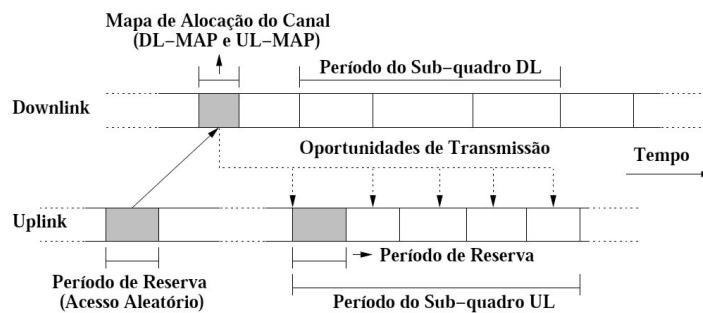 Mapa de Alocação do Canal
(DL−MAP e UL−MAP)
Período do Sub−quadro DL
Downlink
Oportunidades de Transmissão
Tempo
Uplink
Período de Reserva
Período de Reserva
(Acesso Aleatório)
Período do Sub−quadro UL